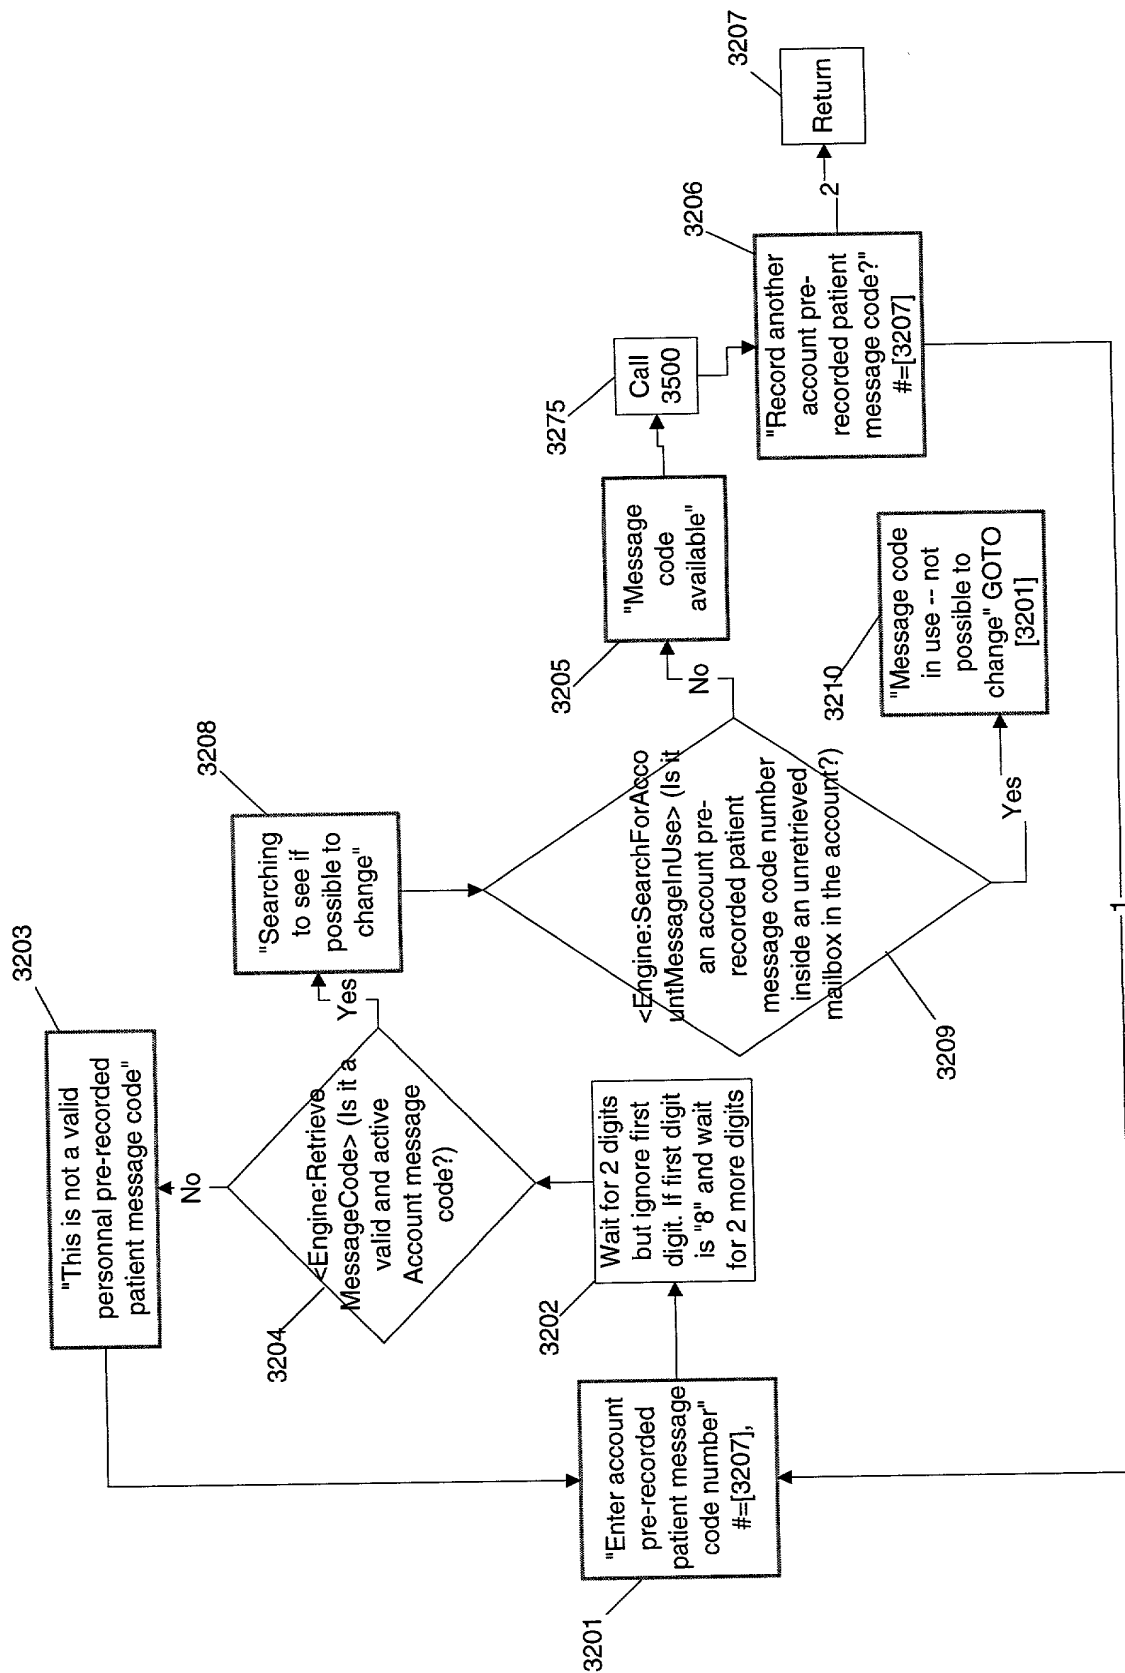 3201
"Enter account
pre-recorded
patient message
code number"
#=[3207],
3202
Wait for 2 digits
but ignore first
digit. If first digit
is "8" and wait
for 2 more digits
3203
"This is not a valid
personnal pre-recorded
patient message code"
No
3204
<Engine:Retrieve
MessageCode> (Is it a
valid and active
Account message
code?)
Yes
3208
"Searching
to see if
possible to
change"
3209
<Engine:SearchForAcco
untMessageInUse> (Is it
an account pre-
recorded patient
message code number
inside an unretrieved
mailbox in the account?)
No
Yes
3205
"Message
code
available"
3210
"Message code
in use -- not
possible to
change" GOTO
[3201]
3275
Call
3500
3206
"Record another
account pre-
recorded patient
message code?"
#=[3207]
2
3207
Return
1